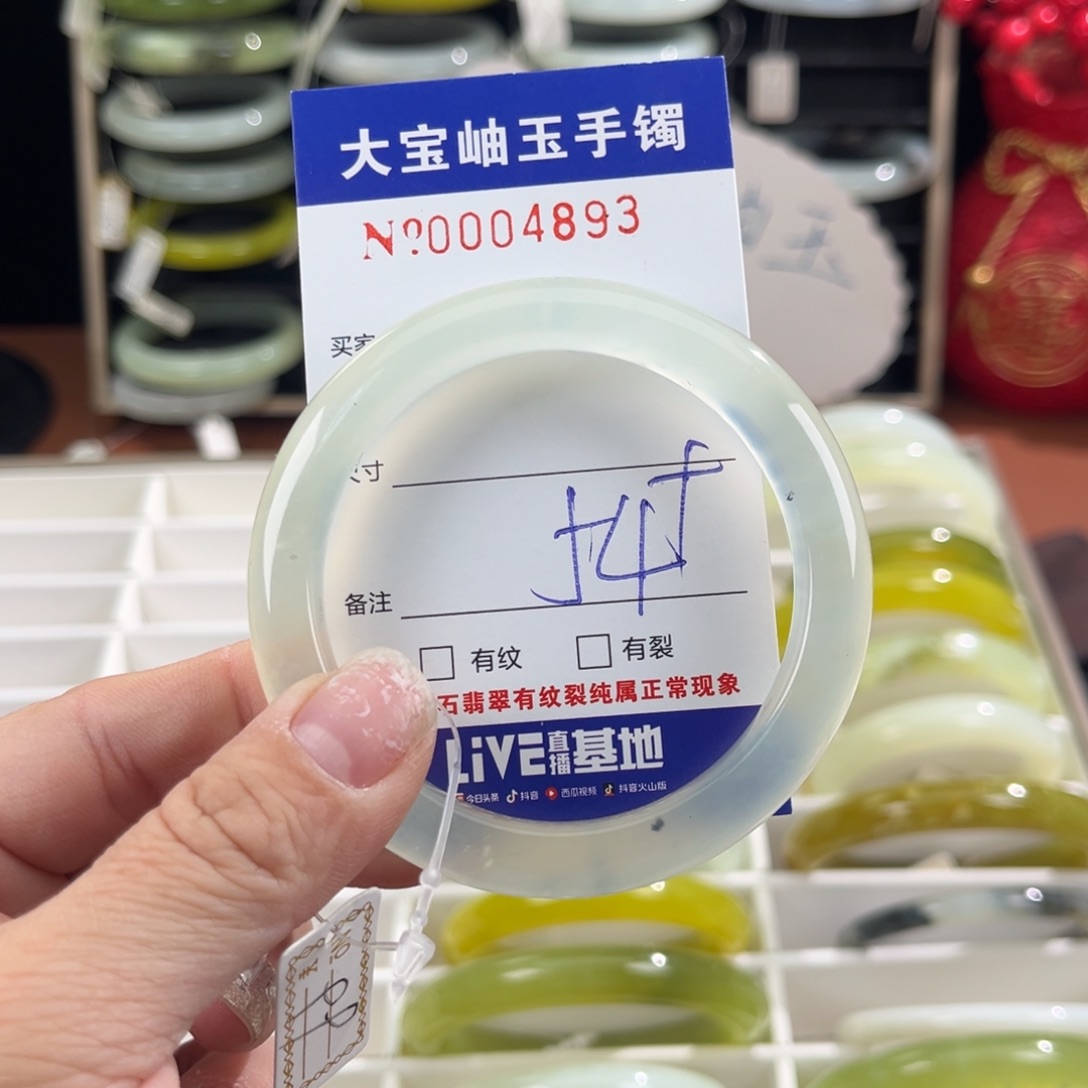 大宝岫玉手镯
Nº0004893
买家
寸
备注
有纹 有裂
石翡翠有纹裂纯属正常现象
LiVE直播基地
今日头条 抖音 西瓜视频 抖音火山版
玉
NO.